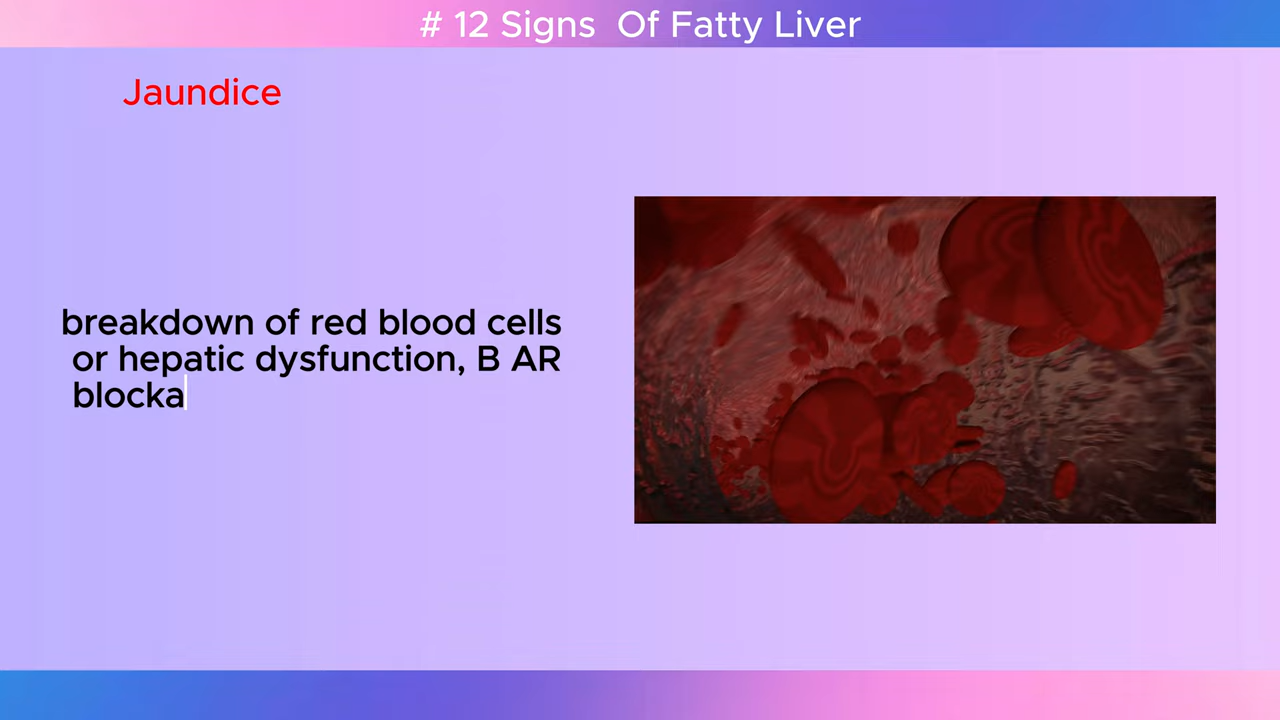 # 12 Signs Of Fatty Liver
Jaundice
breakdown of red blood cells
or hepatic dysfunction, B AR
blocka